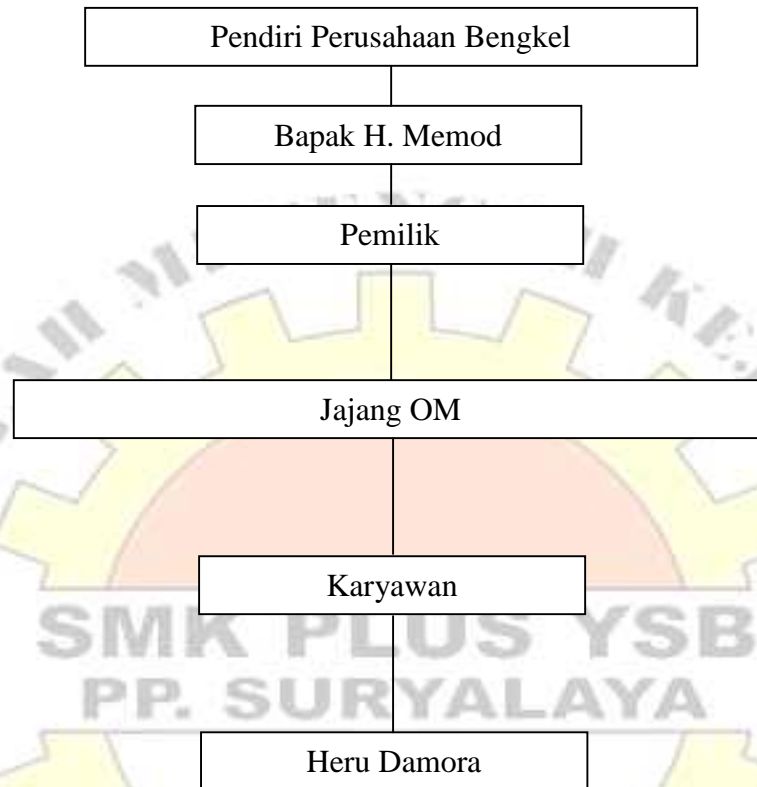 Pendiri Perusahaan Bengkel
Bapak H. Memod
Pemilik
Jajang OM
Karyawan
SMK PLUS YSB
PP. SURYALAYA
Heru Damora